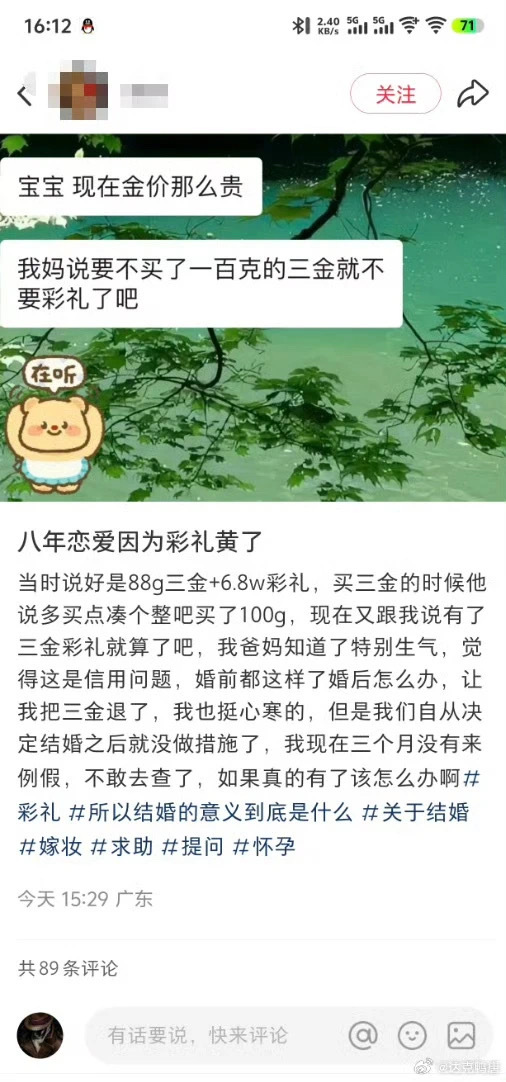 16:12
2.40 KB/s 5G 5G 71
关注
宝宝 现在金价那么贵
我妈说要不买了一百克的三金就不
要彩礼了吧
在听
八年恋爱因为彩礼黄了
当时说好是88g三金+6.8w彩礼，买三金的时候他
说多买点凑个整吧买了100g，现在又跟我说有了
三金彩礼就算了吧，我爸妈知道了特别生气，觉
得这是信用问题，婚前都这样了婚后怎么办，让
我把三金退了，我也挺心寒的，但是我们自从决
定结婚之后就没做措施了，我现在三个月没有来
例假，不敢去查了，如果真的有了该怎么办啊#
彩礼 #所以结婚的意义到底是什么 #关于结婚
#嫁妆 #求助 #提问 #怀孕
今天 15:29 广东
共89条评论
有话要说，快来评论